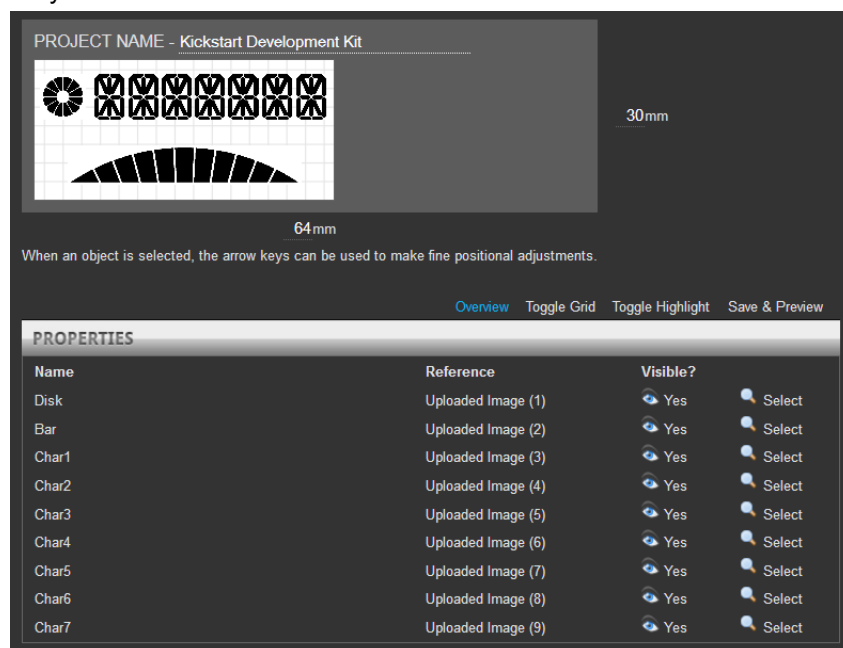 PROJECT NAME - Kickstart Development Kit
30mm
64mm
When an object is selected, the arrow keys can be used to make fine positional adjustments.
Overview Toggle Grid Toggle Highlight Save & Preview
PROPERTIES
Name Reference Visible?
Disk Uploaded Image (1) Yes Select
Bar Uploaded Image (2) Yes Select
Char1 Uploaded Image (3) Yes Select
Char2 Uploaded Image (4) Yes Select
Char3 Uploaded Image (5) Yes Select
Char4 Uploaded Image (6) Yes Select
Char5 Uploaded Image (7) Yes Select
Char6 Uploaded Image (8) Yes Select
Char7 Uploaded Image (9) Yes Select